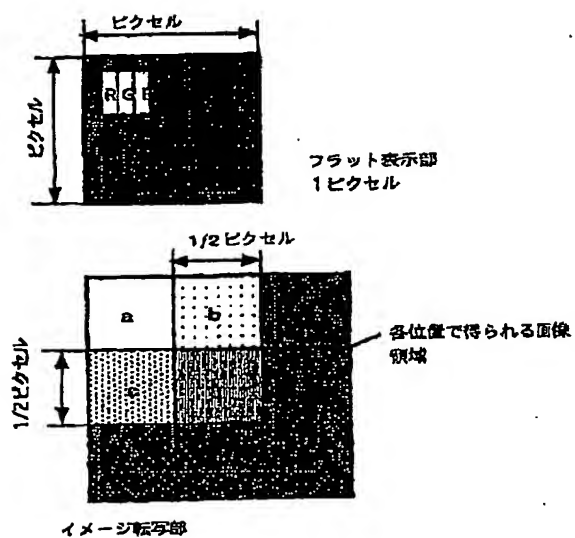 ピクセル
ピクセル
R G B
フラット表示部
1ピクセル
1/2ピクセル
a b
各位置で得られる画像
領域
c
1/2ピクセル
イメージ転写部